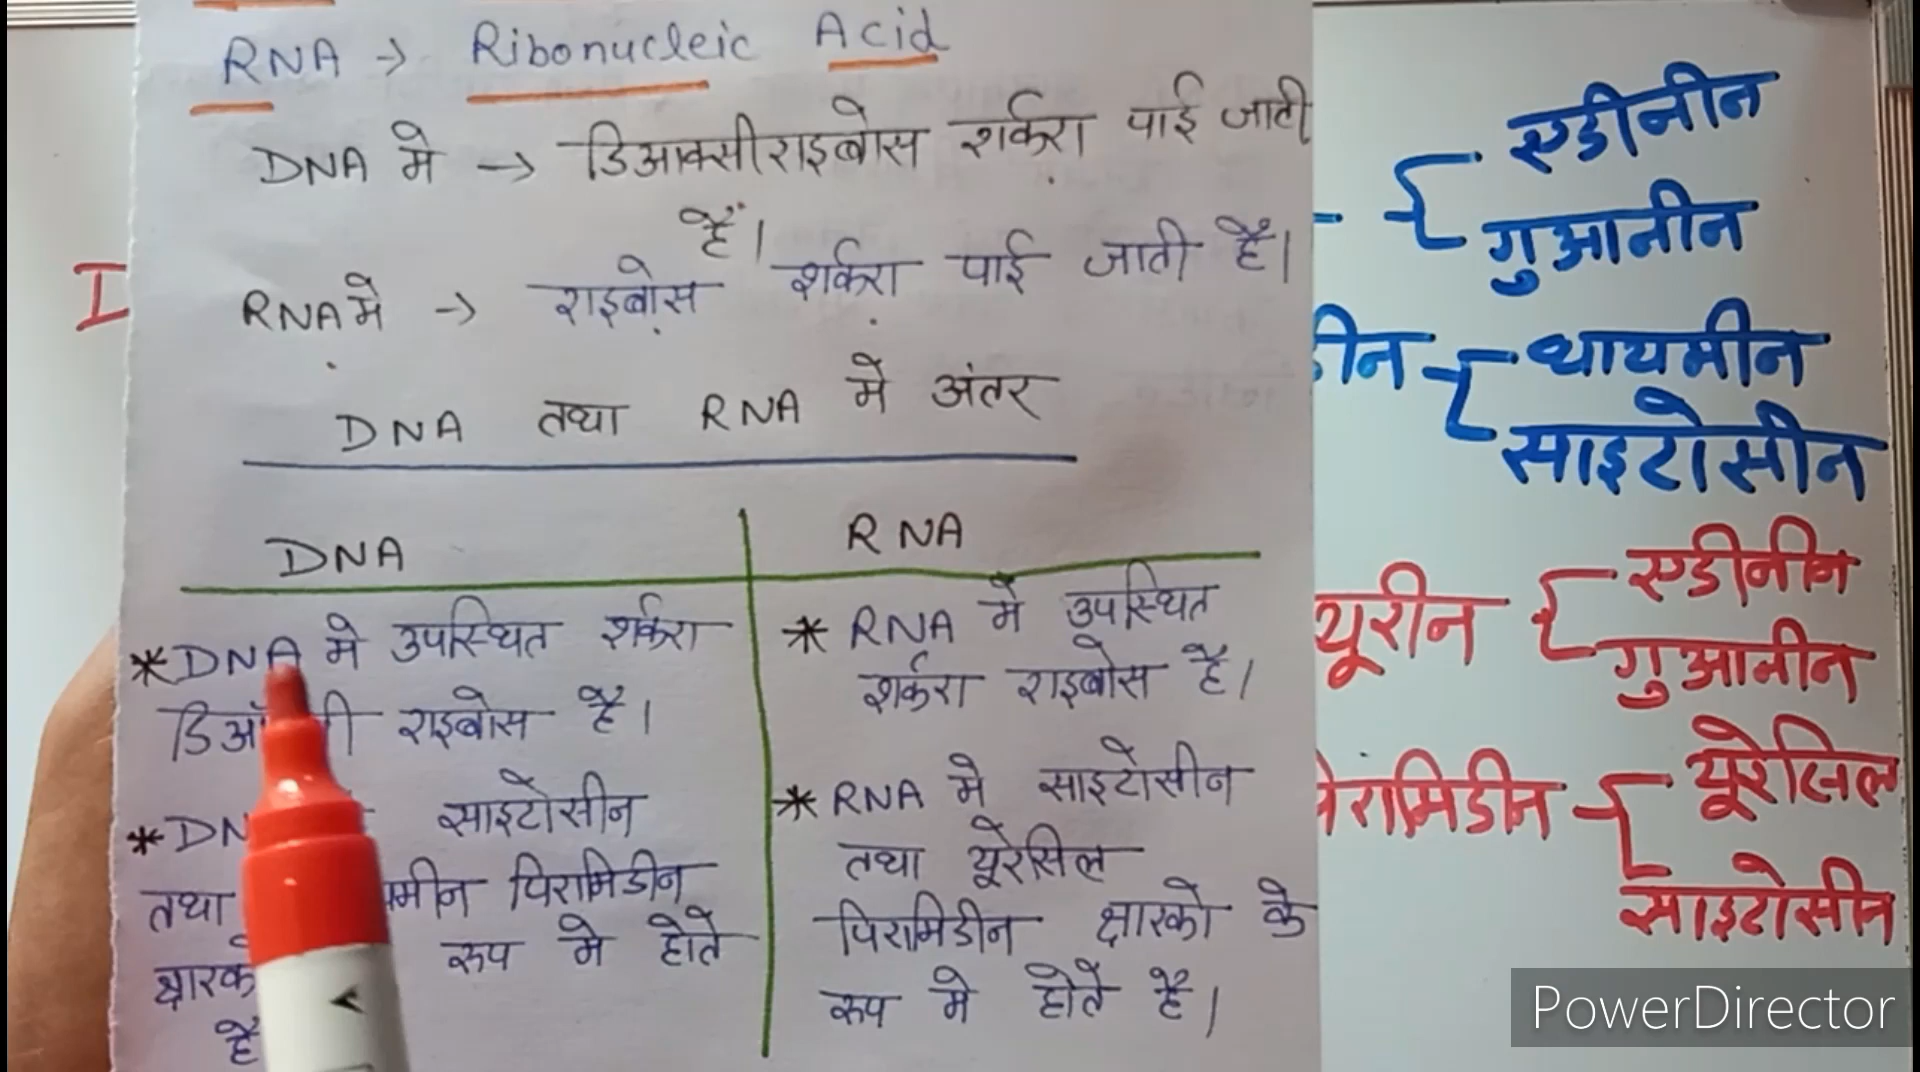 RNA → Ribonucleic Acid
DNA मे → डिआक्सीराइबोस शर्करा पाई जाती
हैं।
RNA मे → राइबोस शर्करा पाई जाती है।
DNA तथा RNA मे अंतर
DNA
*DNA मे उपस्थित शर्करा
राइबोस है।
* साइटोसीन
तथा पिरामिडीन
रूप मे होते
है
RNA
* RNA मे उपस्थित
शर्करा राइबोस है।
* RNA मे साइटोसीन
तथा यूरेसिल
पिरामिडीन क्षारको के
रूप मे होते है।
I
{ एडीनीन
गुआनीन
{ थायमीन
साइटोसीन
{ एडीनीन
गुआनीन
{ यूरेसिल
साइटोसीन
PowerDirector